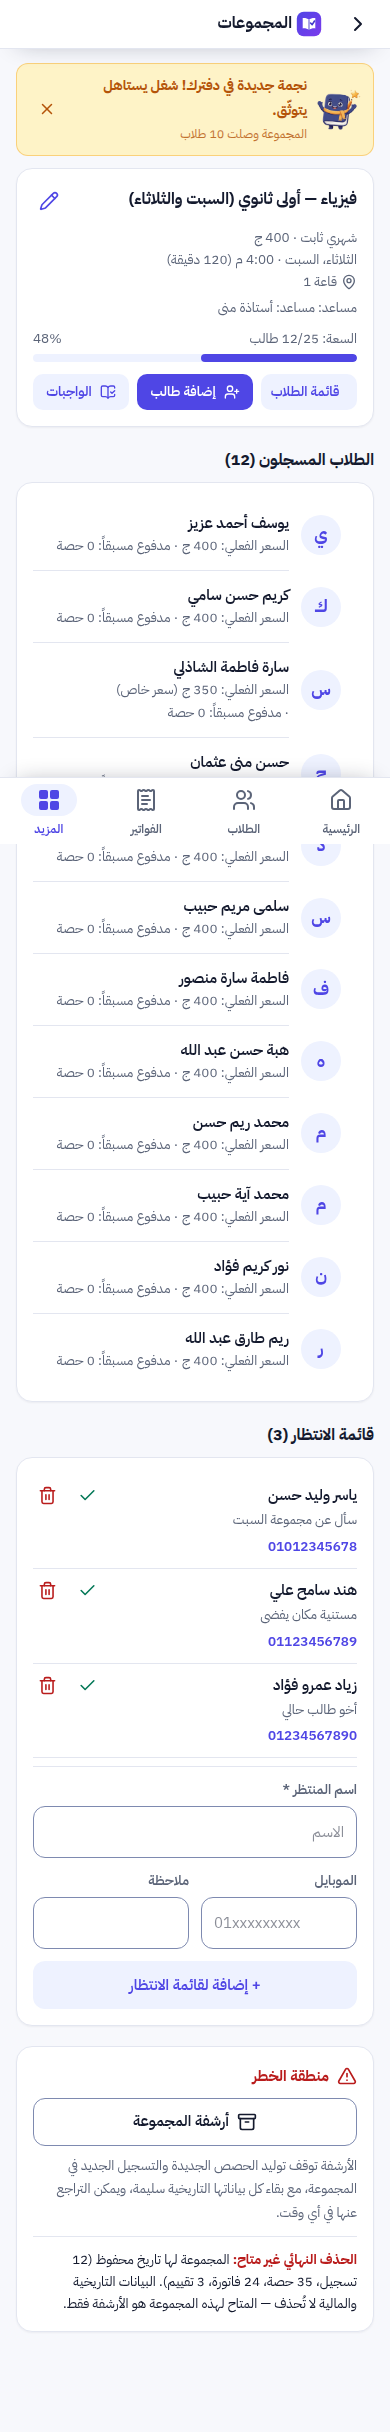 المجموعات
نجمة جديدة في دفترك! شغل يستاهل
يتوثّق.
المجموعة وصلت 10 طلاب
فيزياء — أولى ثانوي (السبت والثلاثاء)
شهري ثابت · 400 ج
الثلاثاء، السبت · 4:00 م (120 دقيقة)
قاعة 1
مساعد: مساعد: أستاذة منى
السعة: 12/25 طالب
48%
قائمة الطلاب
إضافة طالب
الواجبات
الطلاب المسجلون (12)
ي
يوسف أحمد عزيز
السعر الفعلي: 400 ج · مدفوع مسبقاً: 0 حصة
ك
كريم حسن سامي
السعر الفعلي: 400 ج · مدفوع مسبقاً: 0 حصة
س
سارة فاطمة الشاذلي
السعر الفعلي: 350 ج (سعر خاص)
· مدفوع مسبقاً: 0 حصة
حسن منى عثمان
الرئيسية
الطلاب
الفواتير
المزيد
السعر الفعلي: 400 ج · مدفوع مسبقاً: 0 حصة
س
سلمى مريم حبيب
السعر الفعلي: 400 ج · مدفوع مسبقاً: 0 حصة
ف
فاطمة سارة منصور
السعر الفعلي: 400 ج · مدفوع مسبقاً: 0 حصة
ه
هبة حسن عبد الله
السعر الفعلي: 400 ج · مدفوع مسبقاً: 0 حصة
م
محمد ريم حسن
السعر الفعلي: 400 ج · مدفوع مسبقاً: 0 حصة
م
محمد آية حبيب
السعر الفعلي: 400 ج · مدفوع مسبقاً: 0 حصة
ن
نور كريم فؤاد
السعر الفعلي: 400 ج · مدفوع مسبقاً: 0 حصة
ر
ريم طارق عبد الله
السعر الفعلي: 400 ج · مدفوع مسبقاً: 0 حصة
قائمة الانتظار (3)
ياسر وليد حسن
سأل عن مجموعة السبت
01012345678
هند سامح علي
مستنية مكان يفضى
01123456789
زياد عمرو فؤاد
أخو طالب حالي
01234567890
اسم المنتظر *
الاسم
الموبايل
ملاحظة
01xxxxxxxxx
+ إضافة لقائمة الانتظار
منطقة الخطر
أرشفة المجموعة
الأرشفة توقف توليد الحصص الجديدة والتسجيل الجديد في
المجموعة، مع بقاء كل بياناتها التاريخية سليمة، ويمكن التراجع
عنها في أي وقت.
الحذف النهائي غير متاح: المجموعة لها تاريخ محفوظ (12
تسجيل، 35 حصة، 24 فاتورة، 3 تقييم). البيانات التاريخية
والمالية لا تُحذف — المتاح لهذه المجموعة هو الأرشفة فقط.